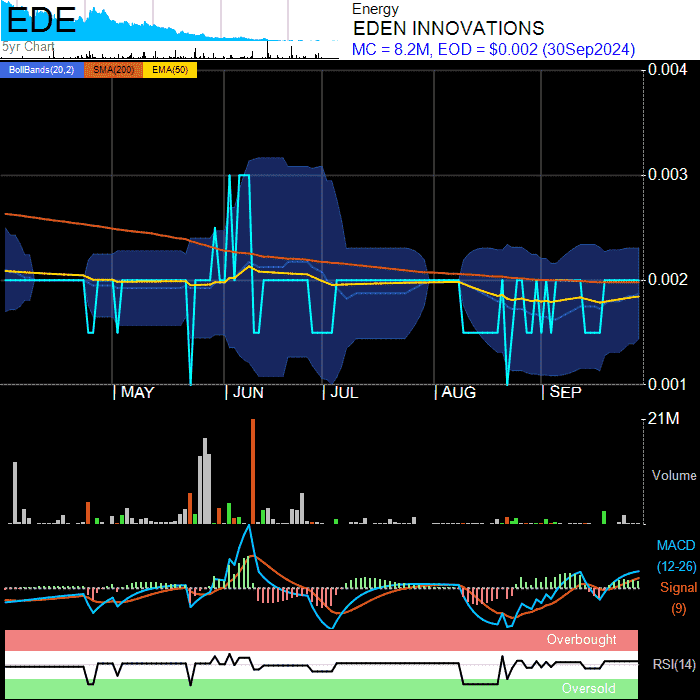 EDE
5yr Chart
Energy
EDEN INNOVATIONS
MC = 8.2M, EOD = $0.002 (30Sep2024)
BollBands(20,2) SMA(200) EMA(50)
0.004
0.003
0.002
0.001
MAY JUN JUL AUG SEP
21M
Volume
MACD
(12-26)
Signal
(9)
Overbought
RSI(14)
Oversold